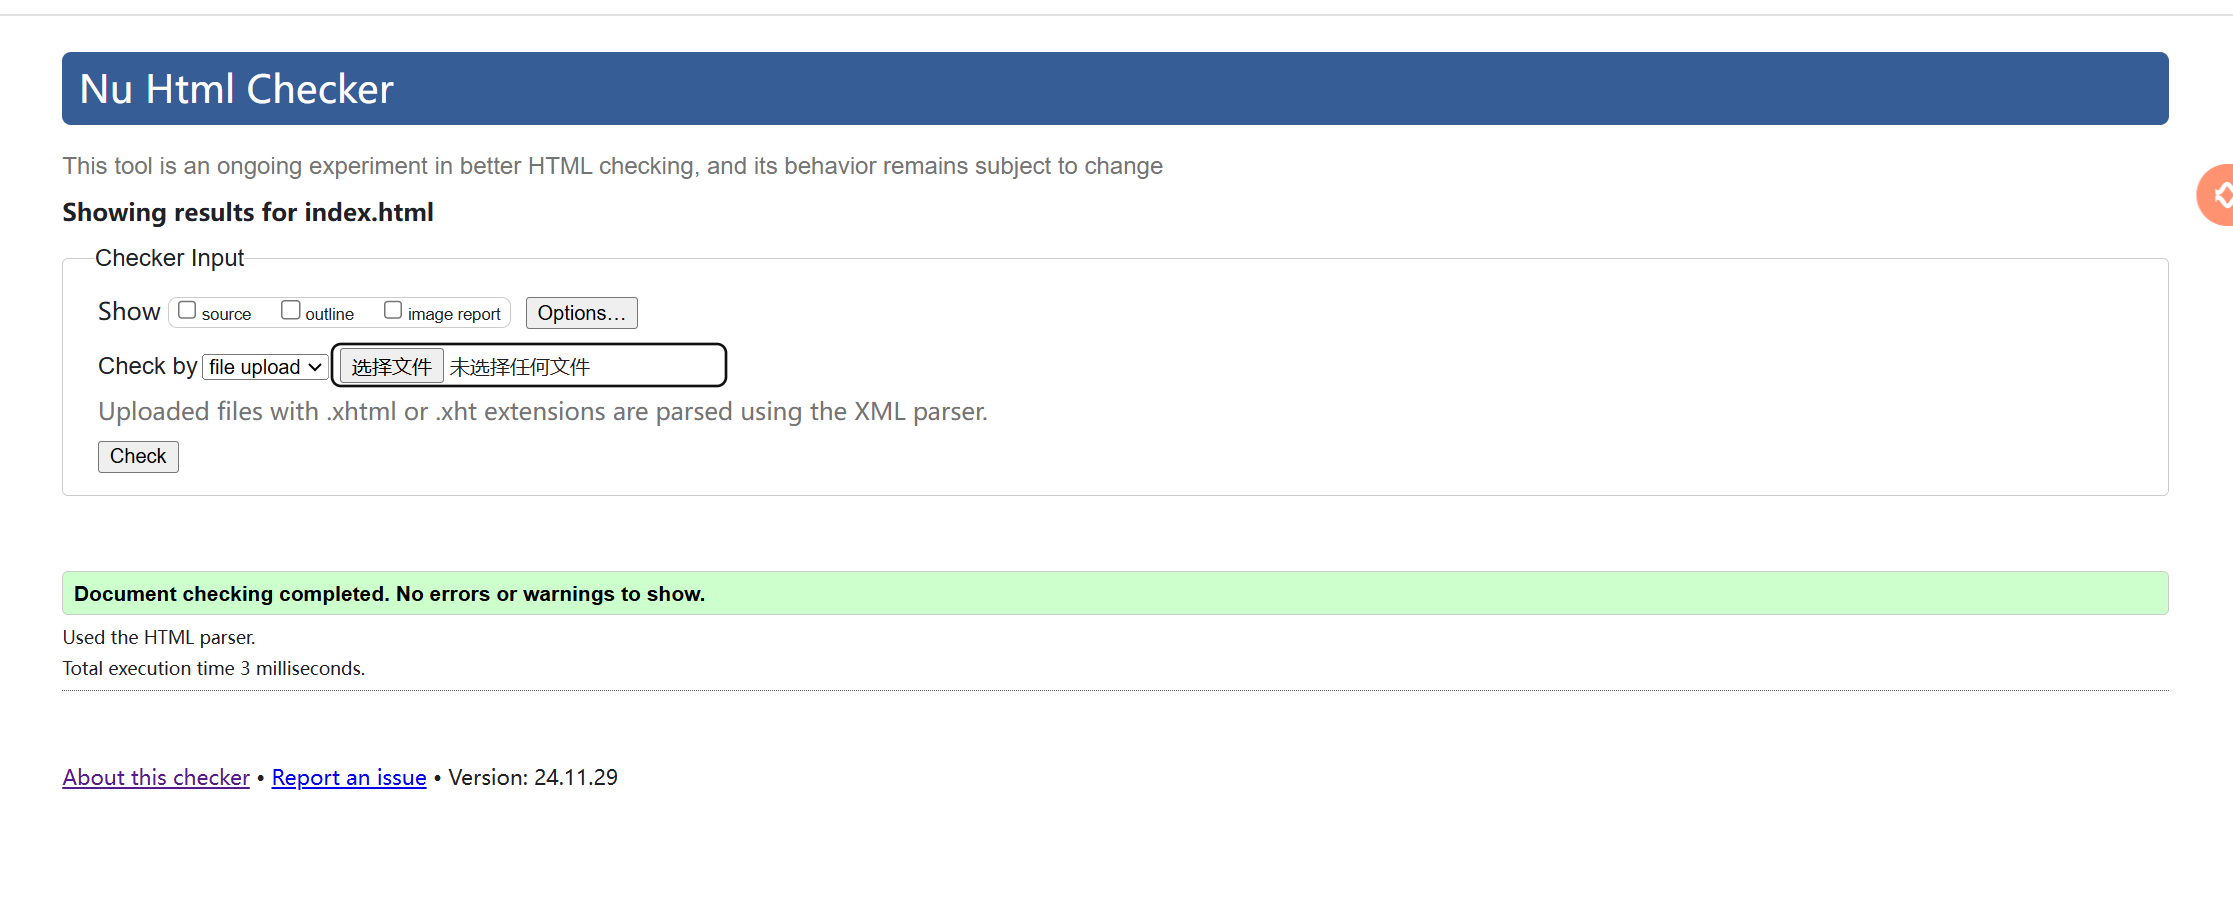 Nu Html Checker
This tool is an ongoing experiment in better HTML checking, and its behavior remains subject to change
Showing results for index.html
Checker Input
Show source outline image report Options...
Check by file upload 选择文件 未选择任何文件
Uploaded files with .xhtml or .xht extensions are parsed using the XML parser.
Check
Document checking completed. No errors or warnings to show.
Used the HTML parser.
Total execution time 3 milliseconds.
About this checker • Report an issue • Version: 24.11.29